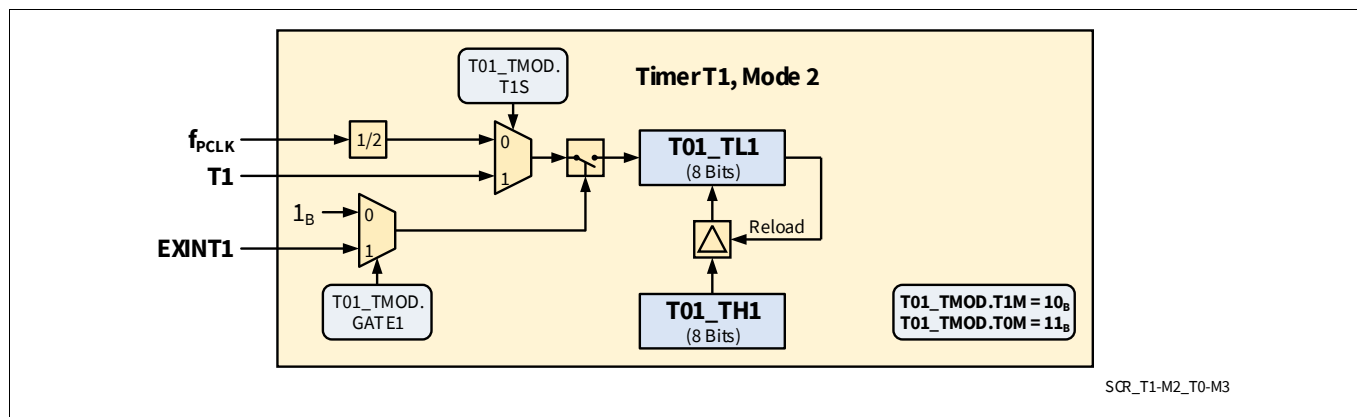 T01_TMOD.
T1S
Timer T1, Mode 2
fPCLK
1/2
0
T1
1
T01_TL1
(8 Bits)
1B
0
EXINT1
1
Reload
T01_TMOD.
GATE1
T01_TH1
(8 Bits)
T01_TMOD.T1M = 10B
T01_TMOD.T0M = 11B
SCR_T1-M2_T0-M3